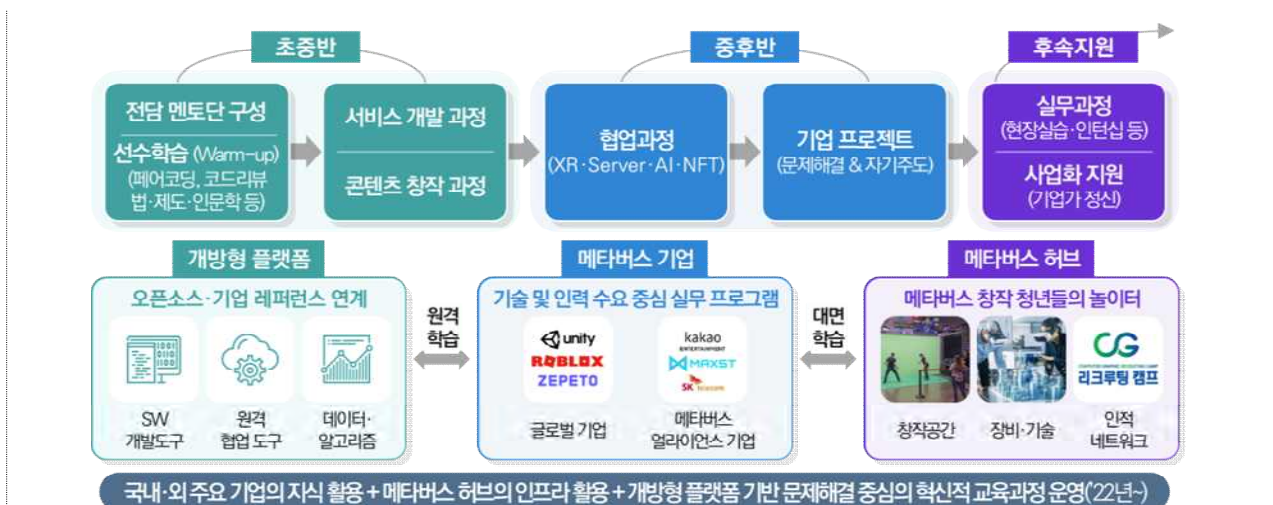 초중반
중후반
후속지원
전담 멘토단 구성
선수학습 (Warm-up)
(페어코딩, 코드리뷰
법·제도·인문학 등)
서비스 개발 과정
콘텐츠 창작 과정
협업과정
(XR·Server·AI·NFT)
기업 프로젝트
(문제해결 & 자기주도)
실무과정
(현장실습·인턴십 등)
사업화 지원
(기업가 정신)
개방형 플랫폼
오픈소스·기업 레퍼런스 연계
SW
개발도구
원격
협업 도구
데이터·
알고리즘
원격
학습
메타버스 기업
기술 및 인력 수요 중심 실무 프로그램
unity
ROBLOX
ZEPETO
글로벌 기업
kakao
ENTERTAINMENT
MAXST
SK telecom
메타버스
얼라이언스 기업
대면
학습
메타버스 허브
메타버스 창작 청년들의 놀이터
창작공간
장비·기술
CG
리크루팅 캠프
인적
네트워크
국내·외 주요 기업의 지식 활용 + 메타버스 허브의 인프라 활용 + 개방형 플랫폼 기반 문제해결 중심의 혁신적 교육과정 운영('22년~)